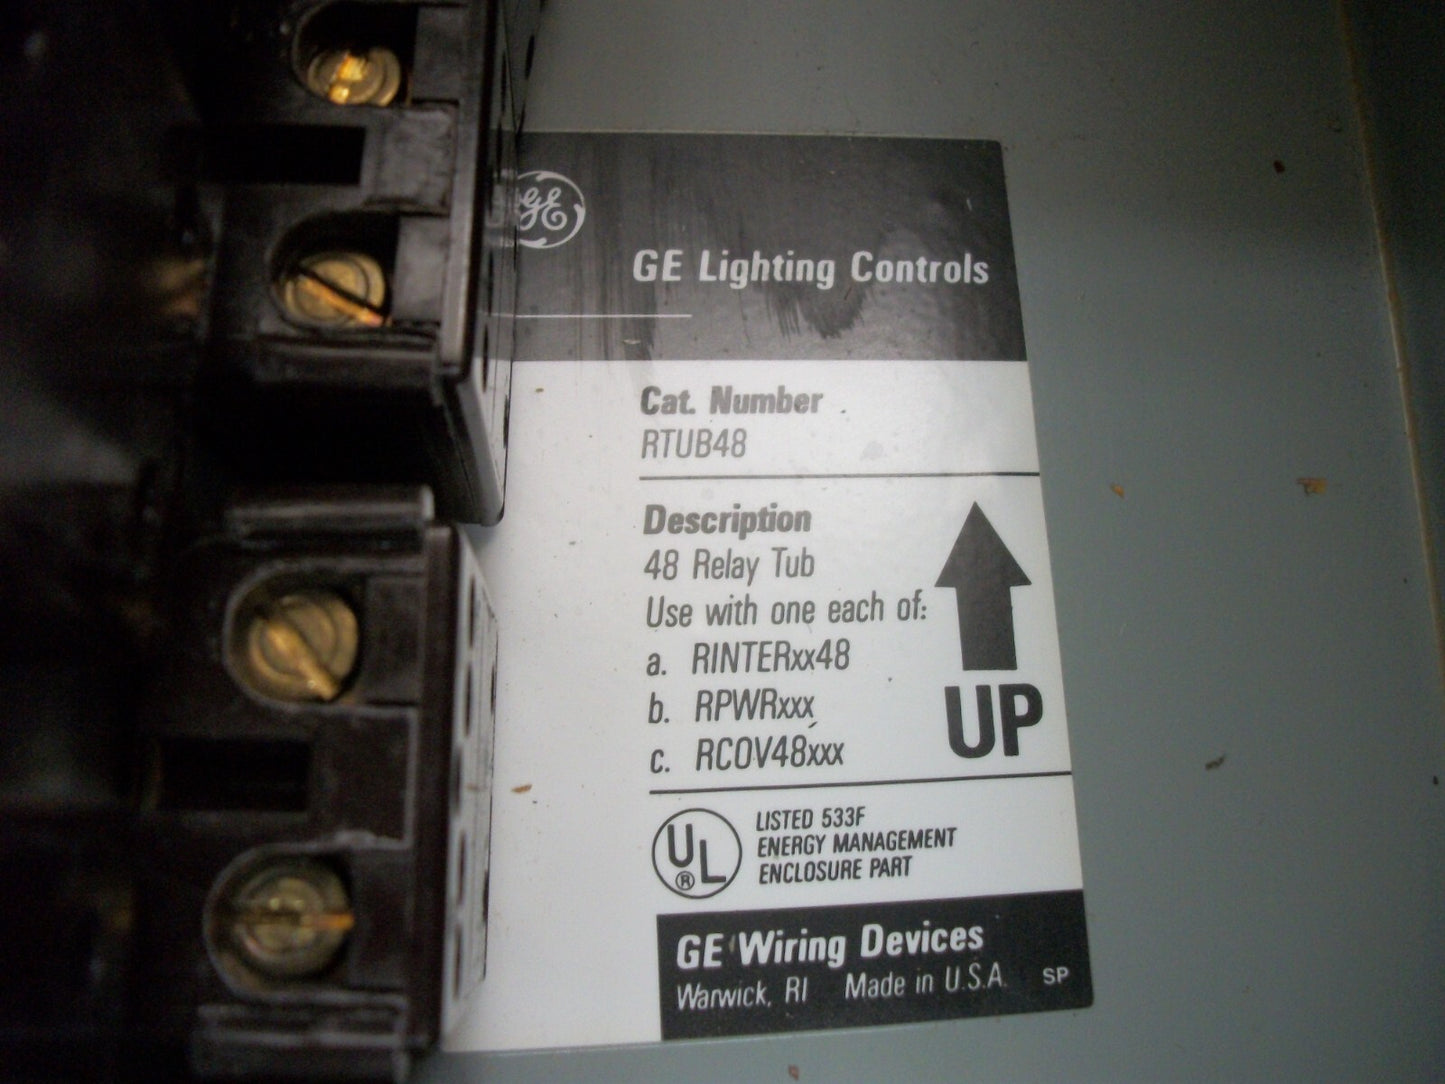 GE
GE Lighting Controls
Cat. Number
RTUB48
Description
48 Relay Tub
Use with one each of:
a. RINTERxx48
b. RPWRxxx
c. RCOV48xxx
UP
UL ®
LISTED 533F
ENERGY MANAGEMENT
ENCLOSURE PART
GE Wiring Devices
Warwick, RI Made in U.S.A. SP